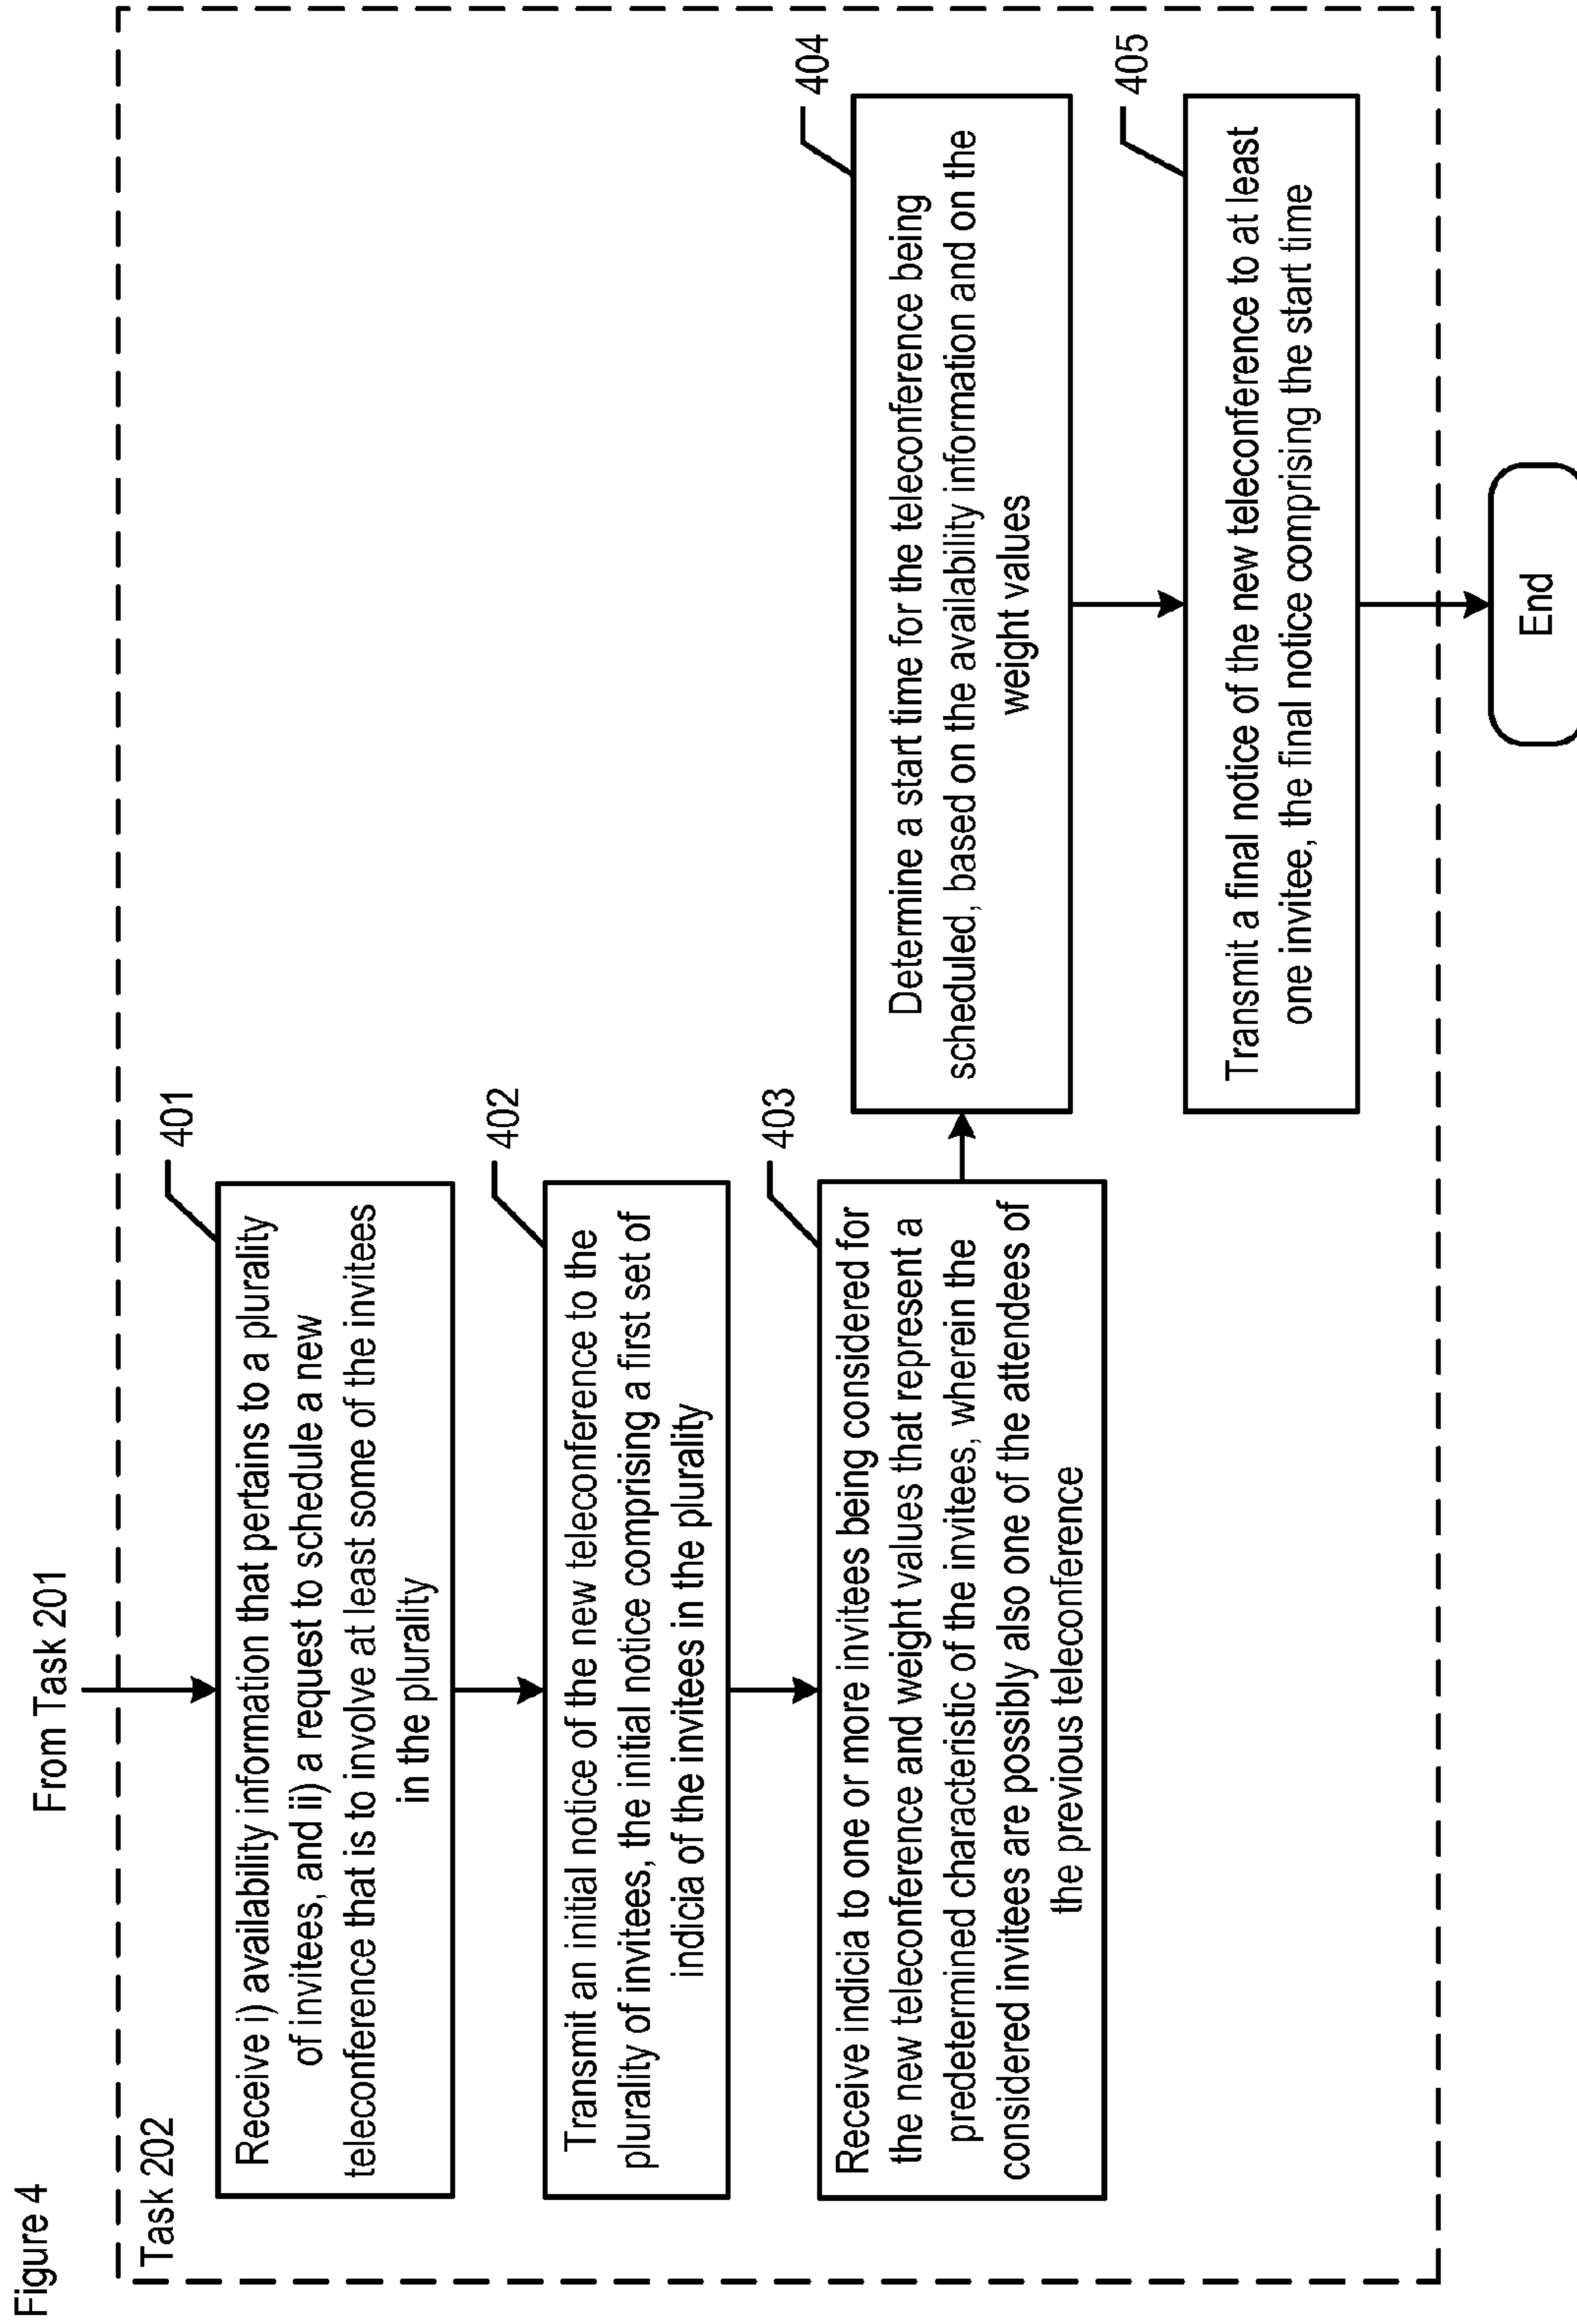 Figure 4
From Task 201
Task 202
401
Receive i) availability information that pertains to a plurality
of invitees, and ii) a request to schedule a new
teleconference that is to involve at least some of the invitees
in the plurality
402
Transmit an initial notice of the new teleconference to the
plurality of invitees, the initial notice comprising a first set of
indicia of the invitees in the plurality
403
Receive indicia to one or more invitees being considered for
the new teleconference and weight values that represent a
predetermined characteristic of the invitees, wherein the
considered invitees are possibly also one of the attendees of
the previous teleconference
404
Determine a start time for the teleconference being
scheduled, based on the availability information and on the
weight values
405
Transmit a final notice of the new teleconference to at least
one invitee, the final notice comprising the start time
End